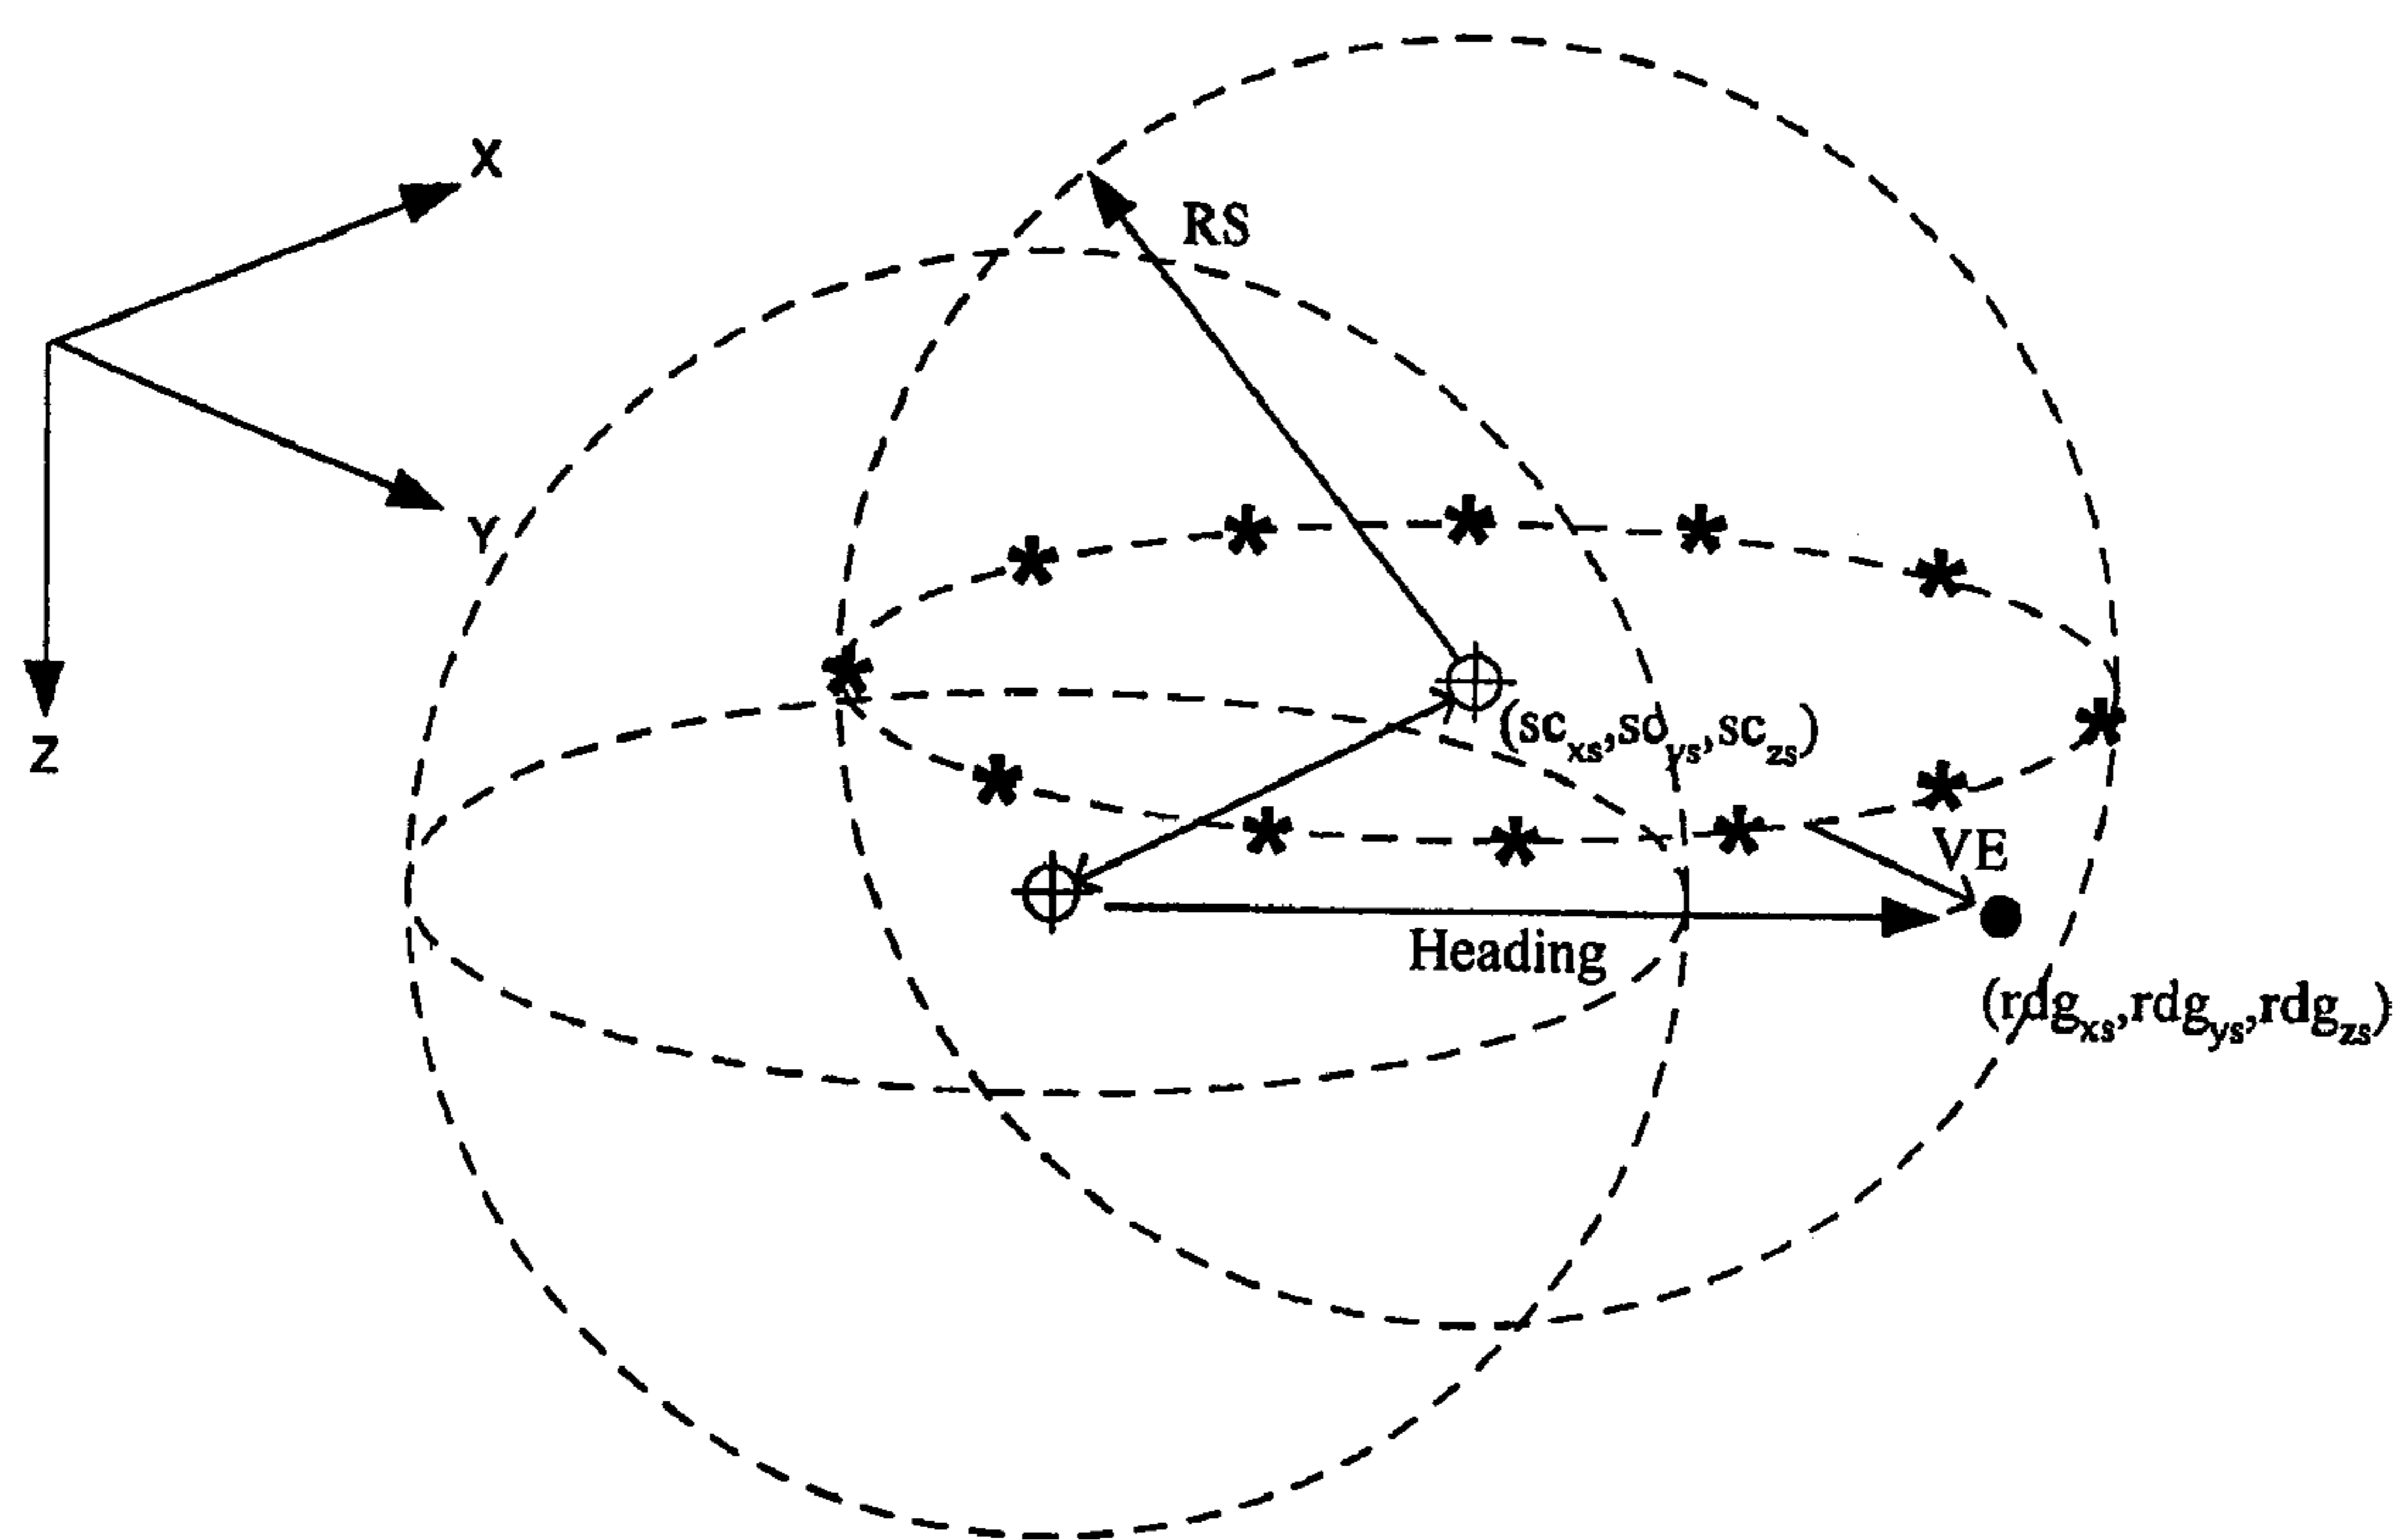 X
RS
Y
Z
(sc_xs,sc_ys,sc_zs)
VE
Heading
(rdg_xs,rdg_ys,rdg_zs)